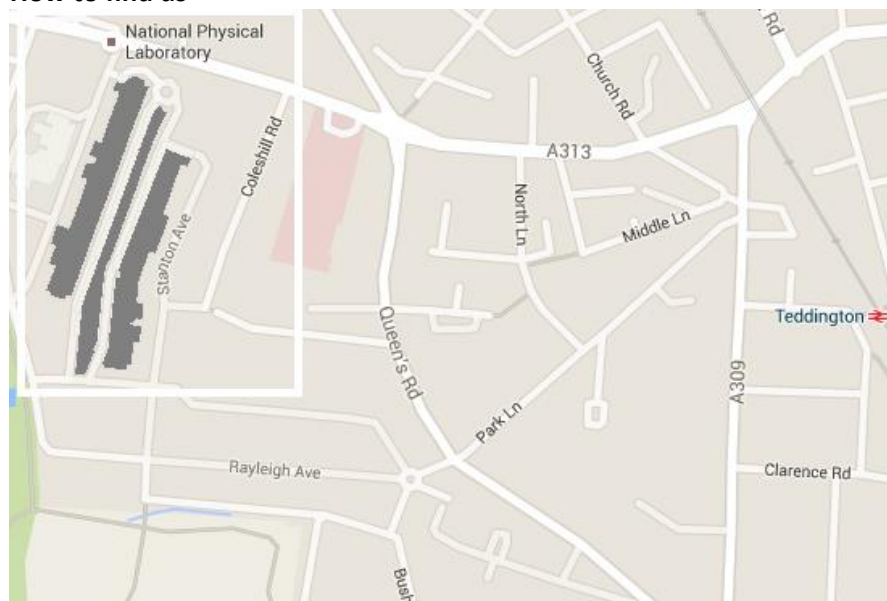 How to find us
National Physical
Laboratory
Rd
Church Rd
A313
Coleshill Rd
North Ln
Middle Ln
Stanton Ave
Teddington
Queen's Rd
A309
Park Ln
Clarence Rd
Rayleigh Ave
Bush